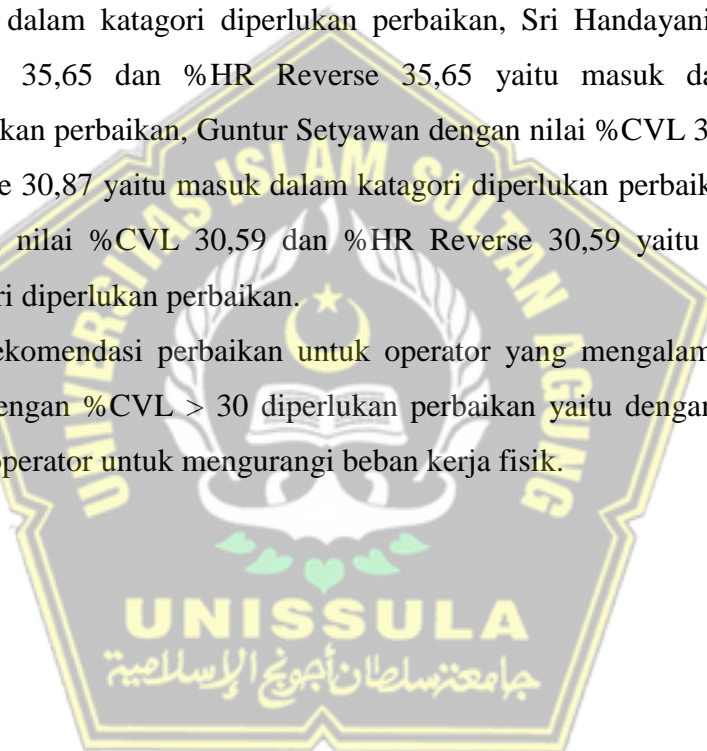 dalam katagori diperlukan perbaikan, Sri Handayani
35,65 dan %HR Reverse 35,65 yaitu masuk da
kan perbaikan, Guntur Setyawan dengan nilai %CVL 3
e 30,87 yaitu masuk dalam katagori diperlukan perbaik
nilai %CVL 30,59 dan %HR Reverse 30,59 yaitu
ri diperlukan perbaikan.
ekomendasi perbaikan untuk operator yang mengalam
engan %CVL > 30 diperlukan perbaikan yaitu dengan
operator untuk mengurangi beban kerja fisik.
UNIVERSITAS ISLAM SULTAN AGUNG
UNISSULA
جامعة سلطان أجونج الإسلامية